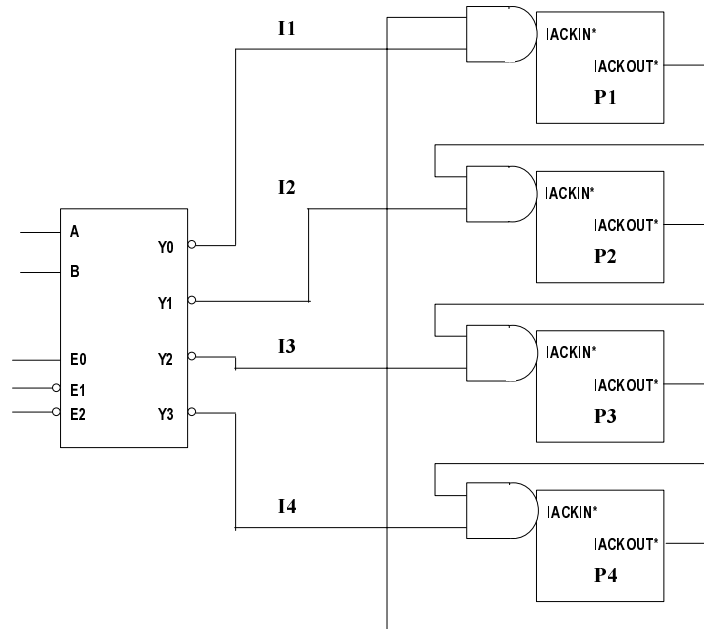 I1
IACKIN*
IACKOUT*
P1
I2
IACKIN*
IACKOUT*
P2
A
Y0
B
Y1
I3
IACKIN*
E0
Y2
IACKOUT*
E1
P3
E2
Y3
I4
IACKIN*
IACKOUT*
P4